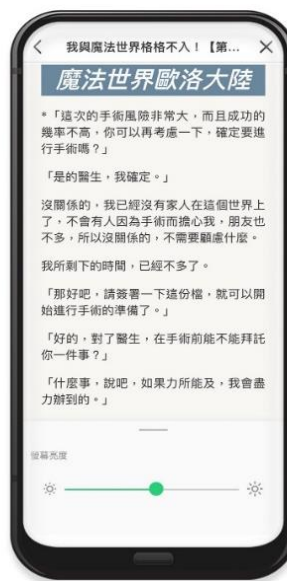 我與魔法世界格格不入！【第...
魔法世界歐洛大陸
*「這次的手術風險非常大，而且成功的
幾率不高，你可以再考慮一下，確定要進
行手術嗎？」
「是的醫生，我確定。」
沒關係的，我已經沒有家人在這個世界上
了，不會有人因為手術而擔心我，朋友也
不多，所以沒關係的，不需要顧慮什麼。
我所剩下的時間，已經不多了。
「那好吧，請簽署一下這份檔，就可以開
始進行手術的準備了。」
「好的，對了醫生，在手術前能不能拜託
你一件事？」
「什麼事，說吧，如果力所能及，我會盡
力辦到的。」
螢幕亮度